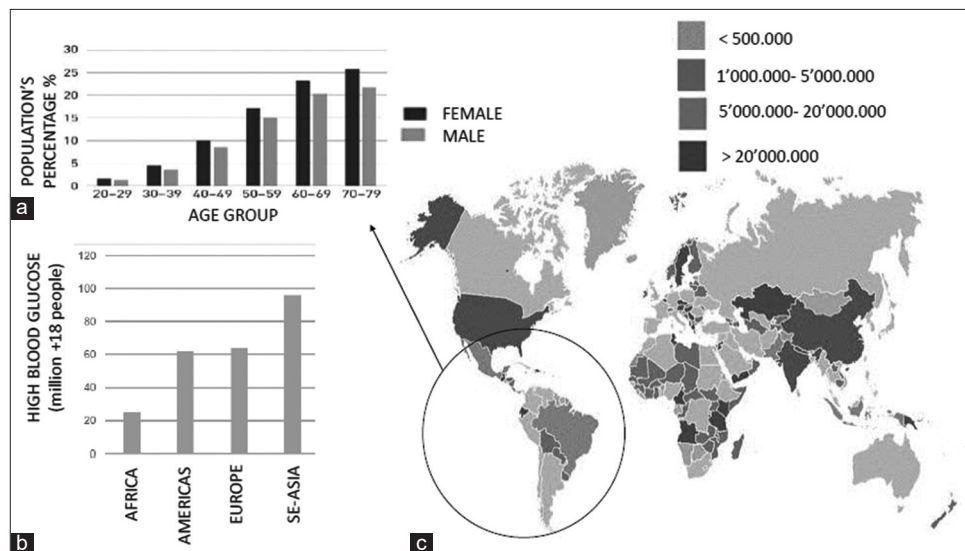 POPULATION'S
PERCENTAGE %
30
25
20
15
10
5
0
20–29
30–39
40–49
50–59
60–69
70–79
AGE GROUP
FEMALE
MALE
a
HIGH BLOOD GLUCOSE
(million +18 people)
120
100
80
60
40
20
0
AFRICA
AMERICAS
EUROPE
SE-ASIA
b
< 500.000
1'000.000- 5'000.000
5'000.000- 20'000.000
> 20'000.000
c